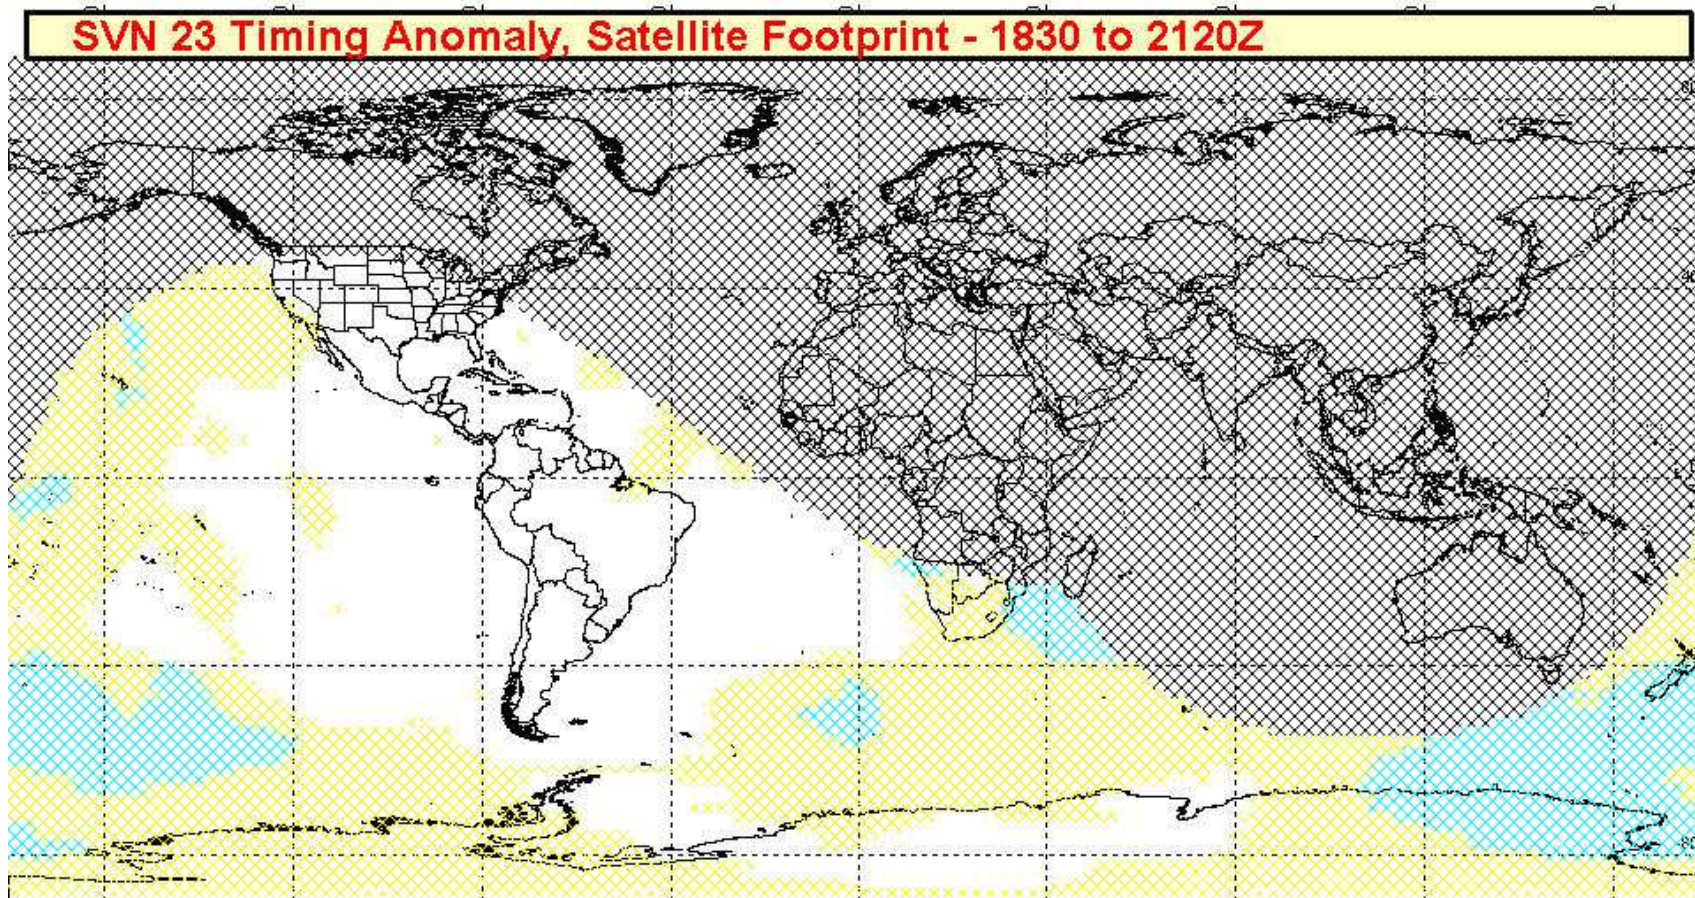 SVN 23 Timing Anomaly, Satellite Footprint - 1830 to 2120Z